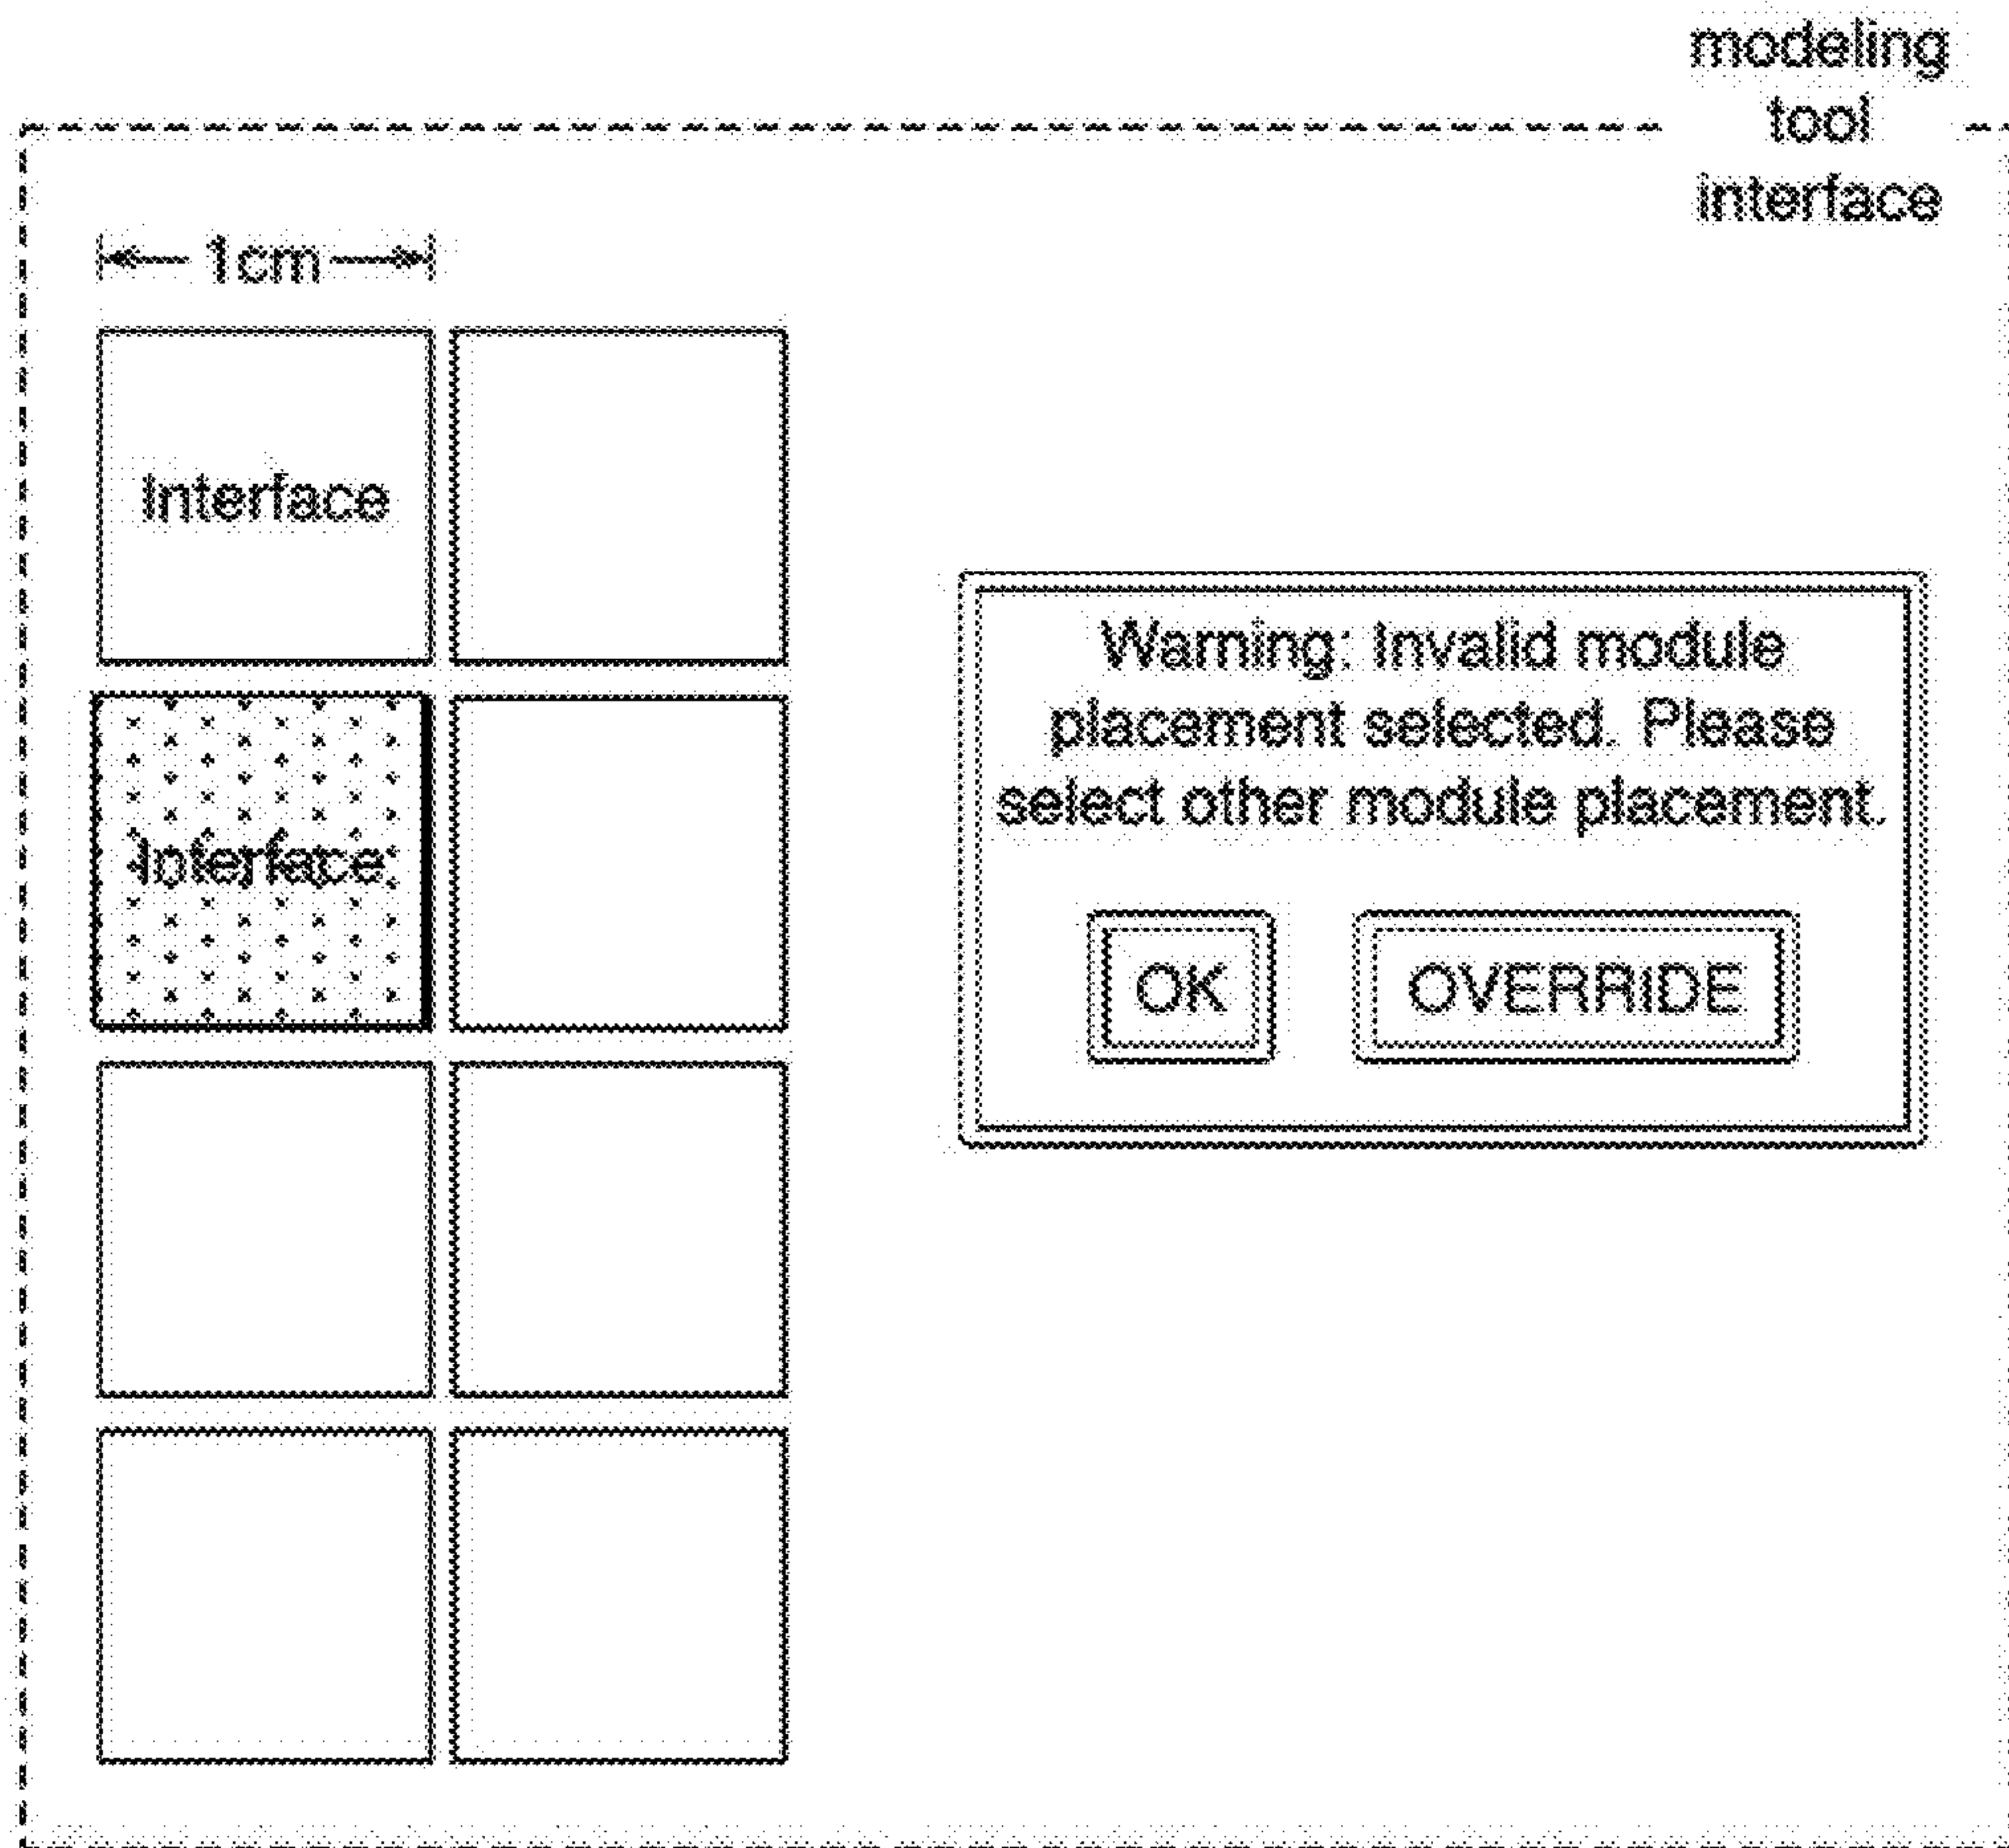 modeling
tool
interface
1cm
Interface
Interface
Warning: Invalid module
placement selected. Please
select other module placement.
OK
OVERRIDE